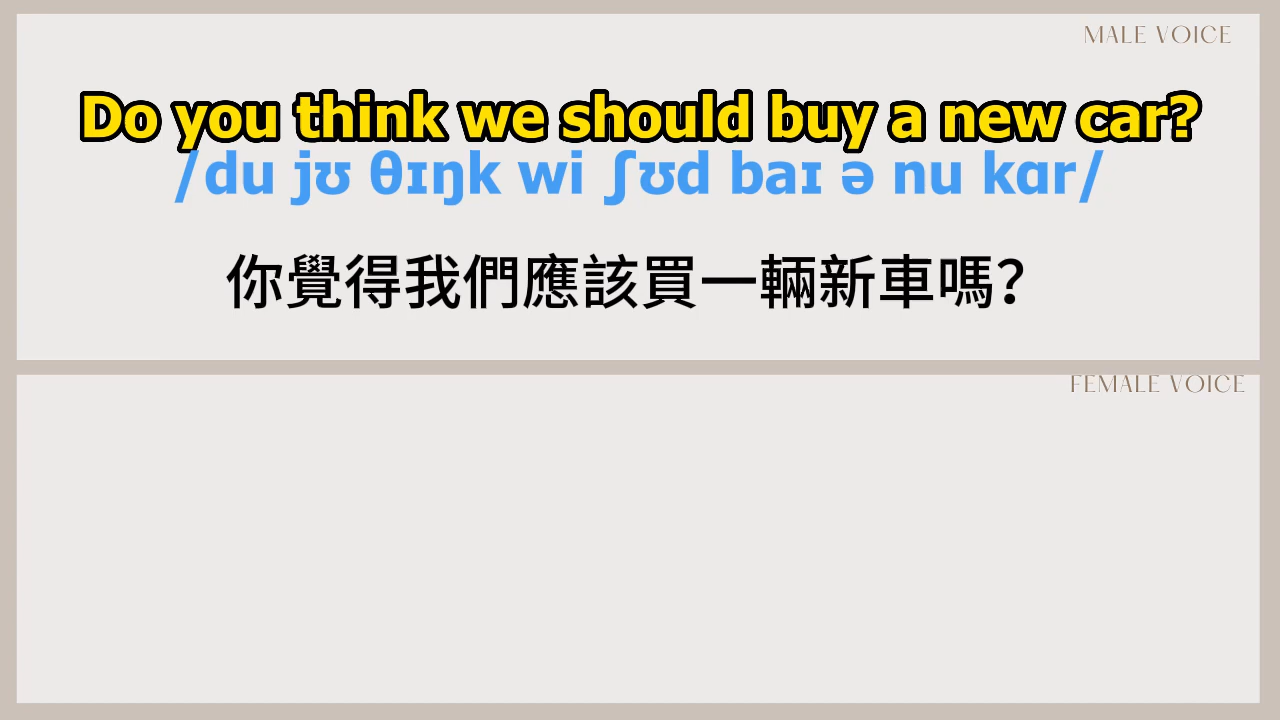 MALE VOICE
Do you think we should buy a new car?
/du jʊ θɪŋk wi ʃʊd baɪ ə nu kɑr/
你覺得我們應該買一輛新車嗎?
FEMALE VOICE